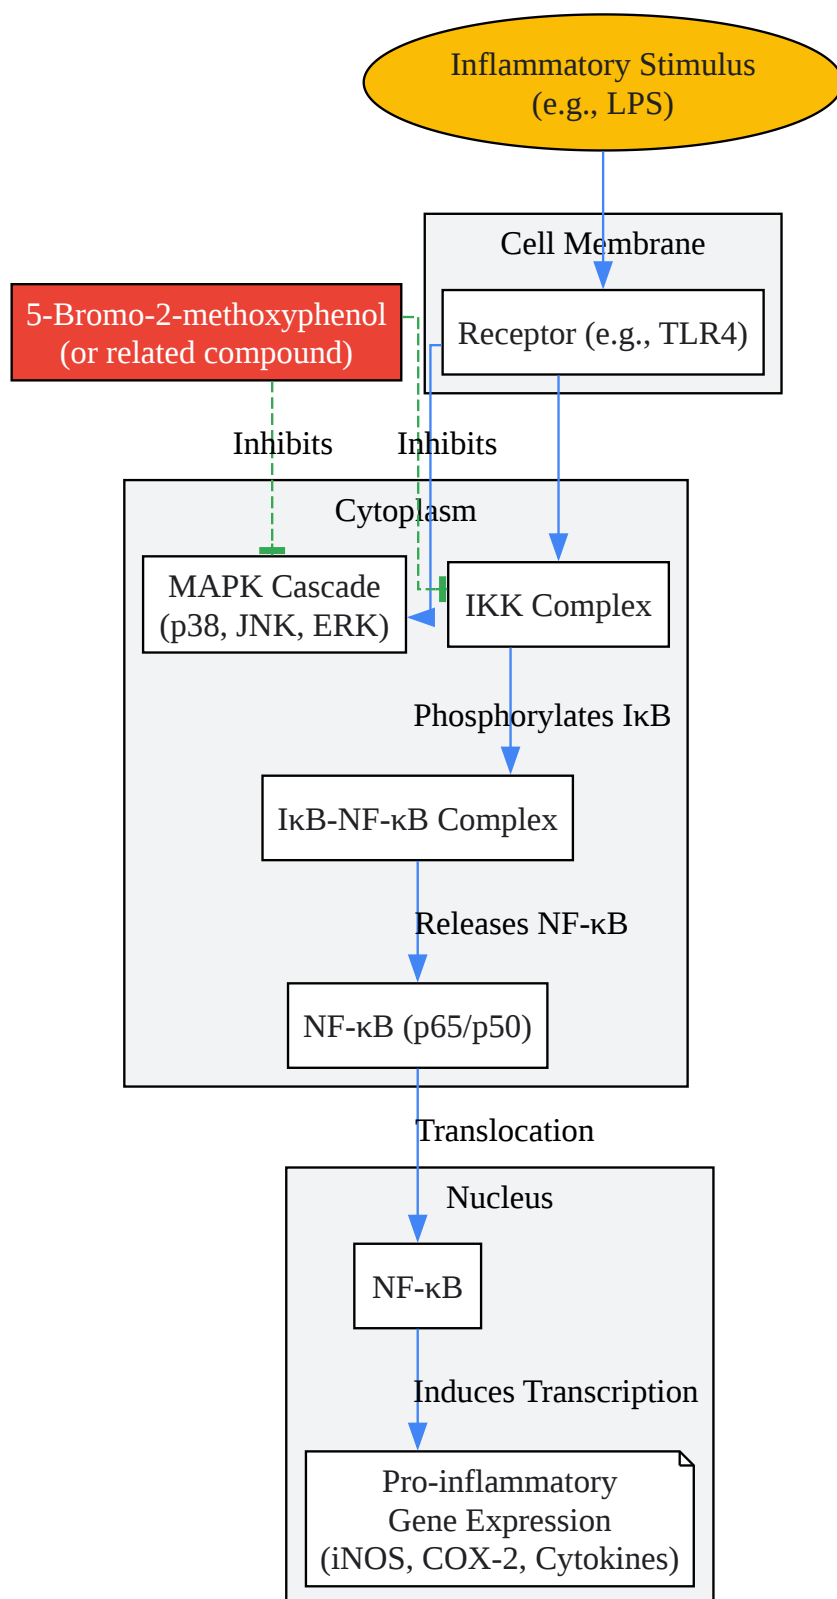 Inflammatory Stimulus
(e.g., LPS)
Cell Membrane
5-Bromo-2-methoxyphenol
(or related compound)
Receptor (e.g., TLR4)
Inhibits
Inhibits
Cytoplasm
MAPK Cascade
(p38, JNK, ERK)
IKK Complex
Phosphorylates IκB
IκB-NF-κB Complex
Releases NF-κB
NF-κB (p65/p50)
Translocation
Nucleus
NF-κB
Induces Transcription
Pro-inflammatory
Gene Expression
(iNOS, COX-2, Cytokines)